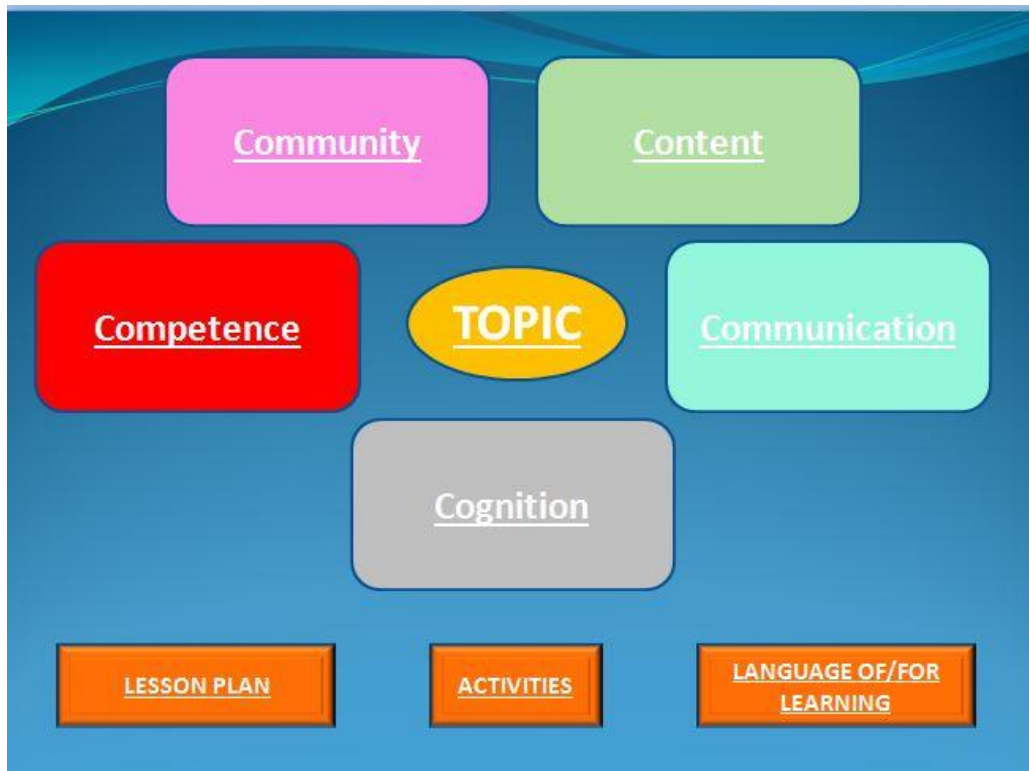 Community
Content
Competence
TOPIC
Communication
Cognition
LESSON PLAN
ACTIVITIES
LANGUAGE OF/FOR
LEARNING